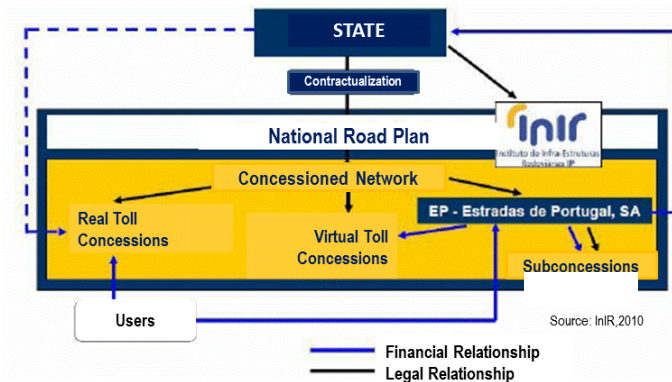 STATE
Contractualization
InIR
Instituto de Infra-Estruturas
Rodoviárias IP
National Road Plan
Concessioned Network
Real Toll
Concessions
Virtual Toll
Concessions
EP - Estradas de Portugal, SA
Subconcessions
Users
Source: InIR,2010
Financial Relationship
Legal Relationship